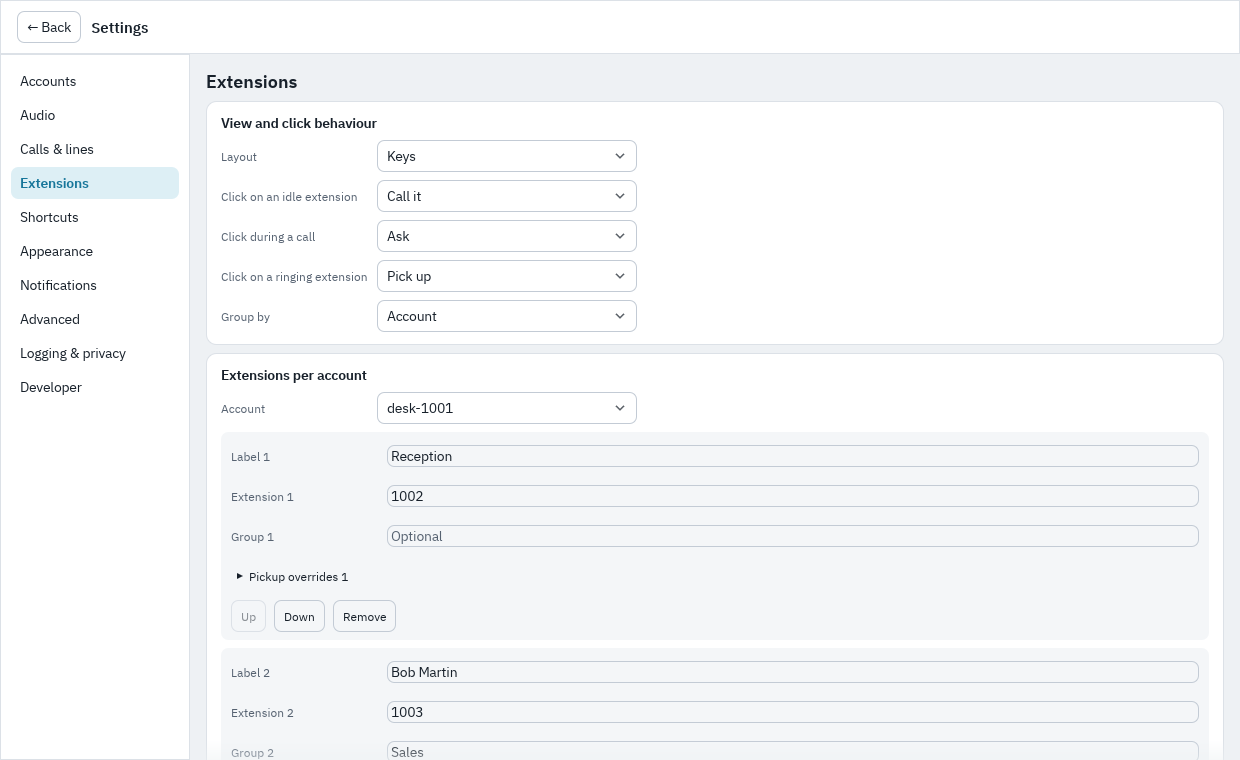 ← Back Settings
Accounts
Audio
Calls & lines
Extensions
Shortcuts
Appearance
Notifications
Advanced
Logging & privacy
Developer
Extensions
View and click behaviour
Layout Keys
Click on an idle extension Call it
Click during a call Ask
Click on a ringing extension Pick up
Group by Account
Extensions per account
Account desk-1001
Label 1 Reception
Extension 1 1002
Group 1 Optional
Pickup overrides 1
Up Down Remove
Label 2 Bob Martin
Extension 2 1003
Group 2 Sales